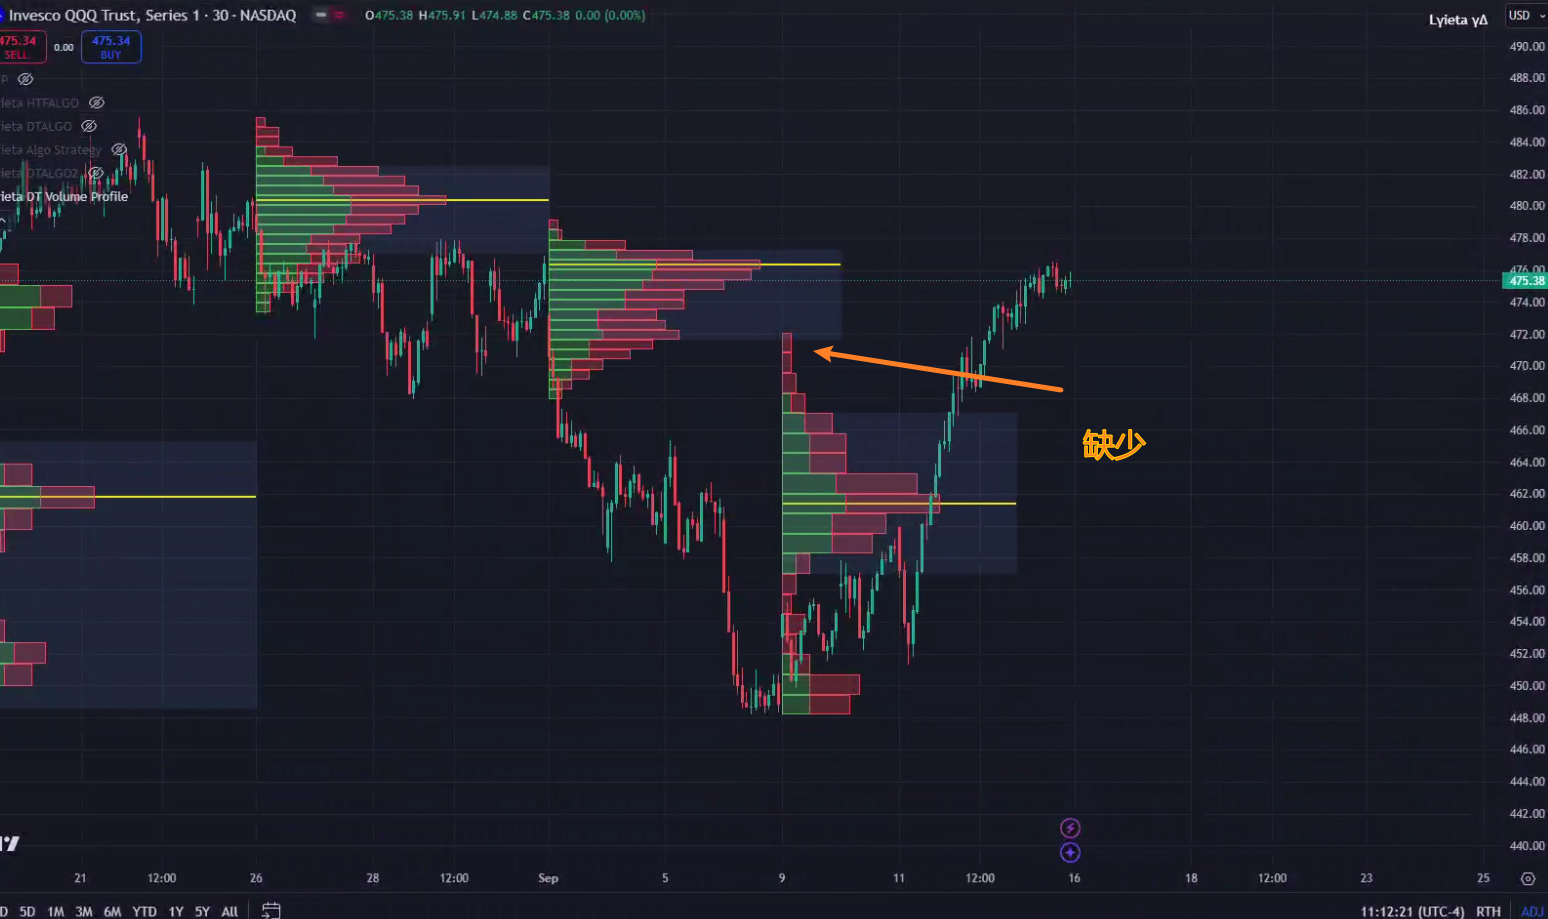 Invesco QQQ Trust, Series 1 · 30 · NASDAQ
O475.38 H475.91 L474.88 C475.38 0.00 (0.00%)
Lyieta γΔ
USD
475.34
SELL
0.00
475.34
BUY
P
ieta HTFALGO
ieta DTALGO
ieta Algo Strategy
ieta DTALGO2
ieta DT Volume Profile
490.00
488.00
486.00
484.00
482.00
480.00
478.00
476.00
475.38
474.00
472.00
470.00
468.00
466.00
464.00
462.00
460.00
458.00
456.00
454.00
452.00
450.00
448.00
446.00
444.00
442.00
440.00
缺少
21
12:00
26
28
12:00
Sep
5
9
11
12:00
16
18
12:00
23
25
D 5D 1M 3M 6M YTD 1Y 5Y All
11:12:21 (UTC-4) RTH ADJ